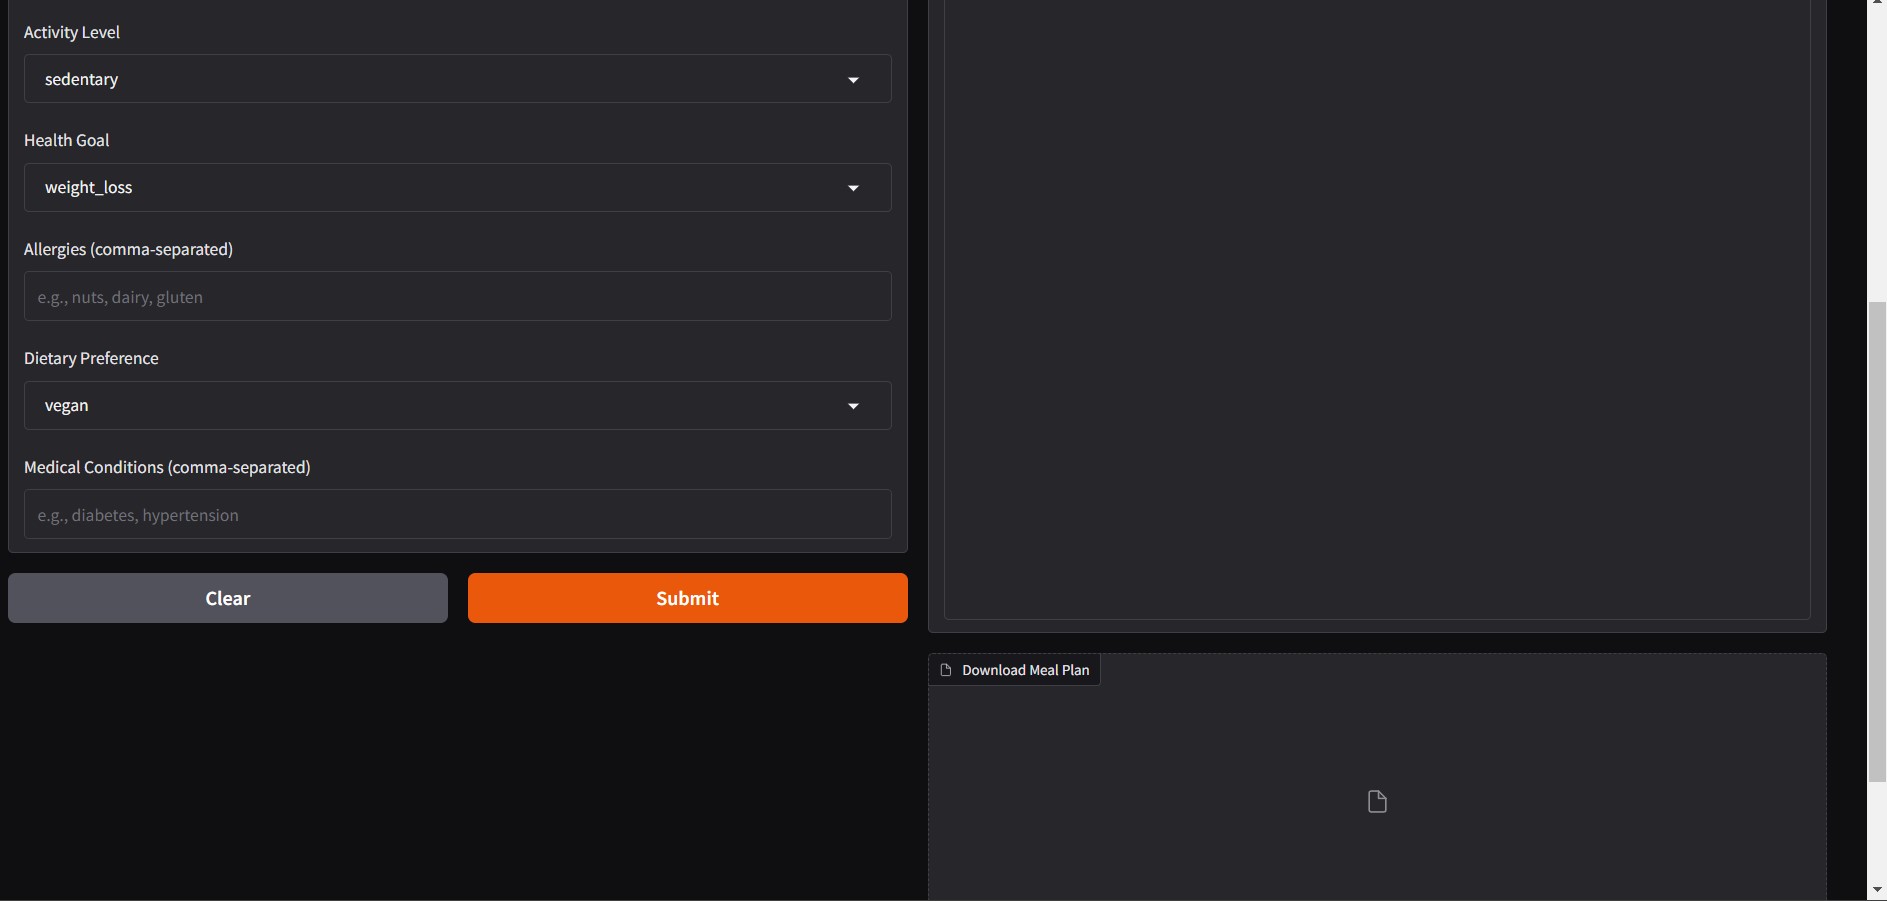 Activity Level
sedentary
Health Goal
weight_loss
Allergies (comma-separated)
e.g., nuts, dairy, gluten
Dietary Preference
vegan
Medical Conditions (comma-separated)
e.g., diabetes, hypertension
Clear
Submit
Download Meal Plan